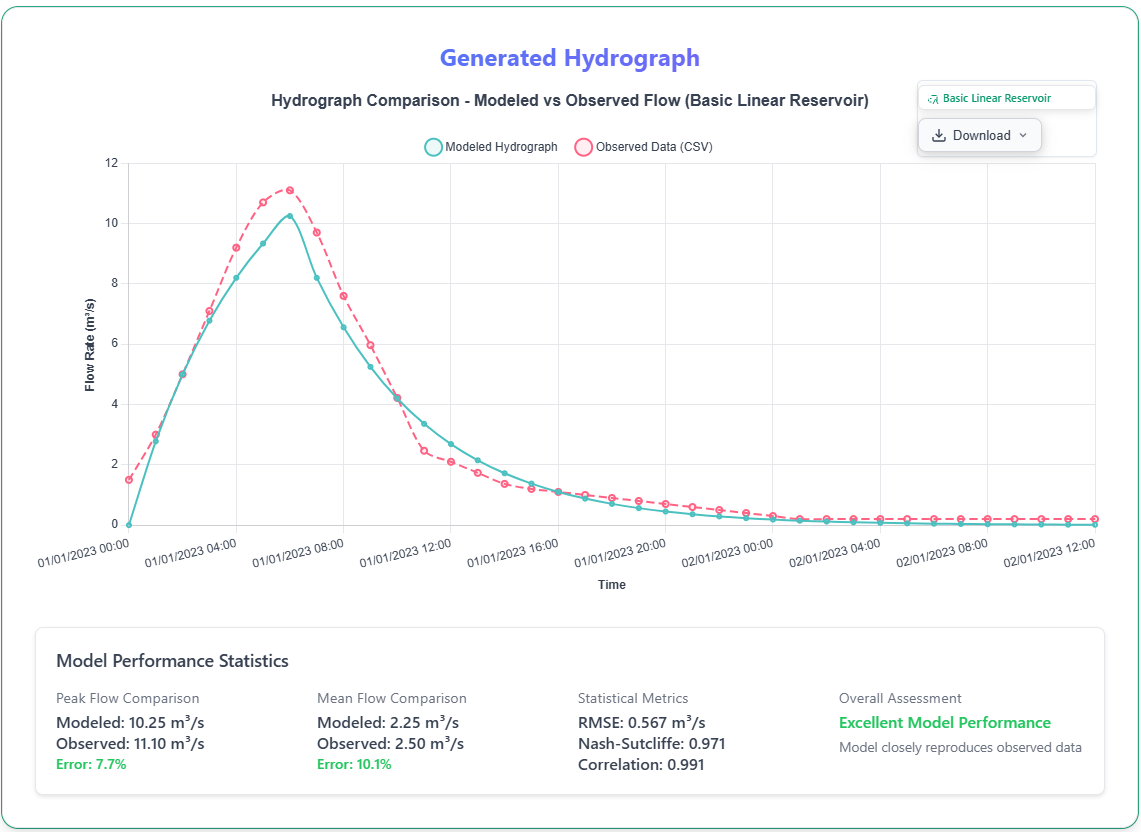 Generated Hydrograph
Hydrograph Comparison - Modeled vs Observed Flow (Basic Linear Reservoir)
Basic Linear Reservoir
Download
Modeled Hydrograph
Observed Data (CSV)
12
10
8
6
4
2
0
Flow Rate (m³/s)
01/01/2023 00:00
01/01/2023 04:00
01/01/2023 08:00
01/01/2023 12:00
01/01/2023 16:00
01/01/2023 20:00
02/01/2023 00:00
02/01/2023 04:00
02/01/2023 08:00
02/01/2023 12:00
Time
Model Performance Statistics
Peak Flow Comparison
Modeled: 10.25 m³/s
Observed: 11.10 m³/s
Error: 7.7%
Mean Flow Comparison
Modeled: 2.25 m³/s
Observed: 2.50 m³/s
Error: 10.1%
Statistical Metrics
RMSE: 0.567 m³/s
Nash-Sutcliffe: 0.971
Correlation: 0.991
Overall Assessment
Excellent Model Performance
Model closely reproduces observed data